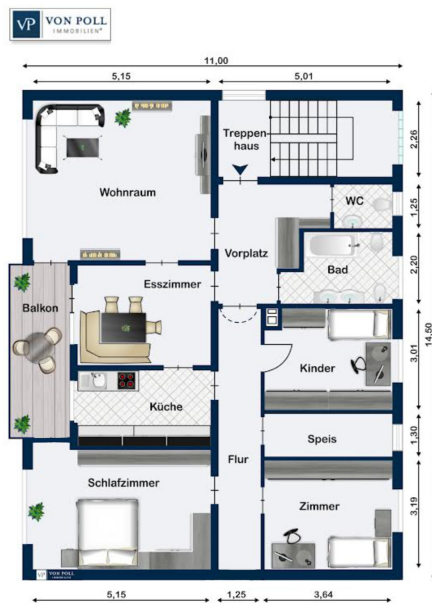 VP VON POLL
IMMOBILIEN®
11,00
5,15 5,01
Treppen
haus
2,26
Wohnraum
WC
1,25
Vorplatz
Bad
2,20
Esszimmer
Balkon
14,50
Kinder
3,01
Küche
Speis
1,30
Flur
Schlafzimmer
Zimmer
3,19
VP VON POLL
IMMOBILIEN
5,15 1,25 3,64